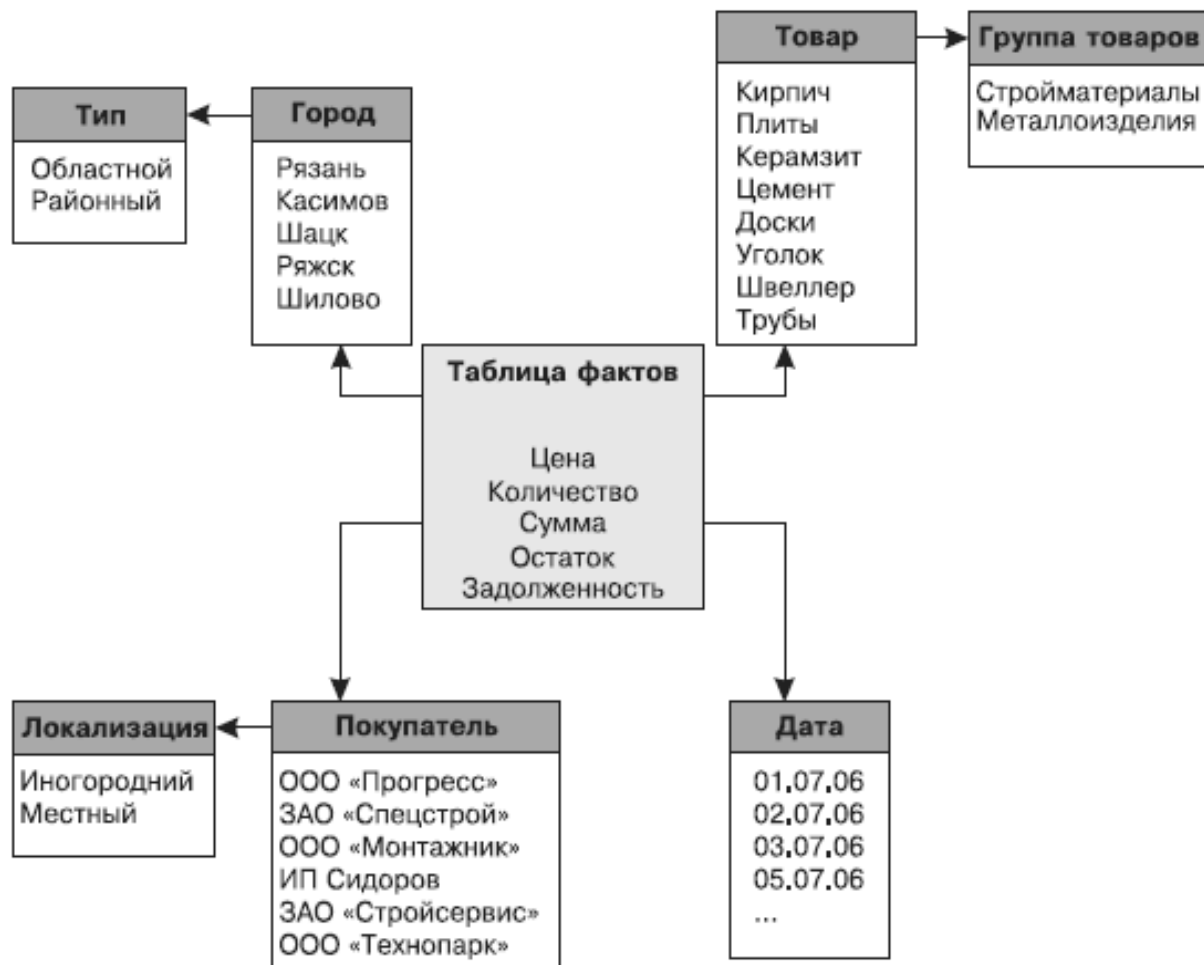 Товар
Кирпич
Плиты
Керамзит
Цемент
Доски
Уголок
Швеллер
Трубы
Группа товаров
Стройматериалы
Металлоизделия
Тип
Областной
Районный
Город
Рязань
Касимов
Шацк
Ряжск
Шилово
Таблица фактов
Цена
Количество
Сумма
Остаток
Задолженность
Локализация
Иногородний
Местный
Покупатель
ООО «Прогресс»
ЗАО «Спецстрой»
ООО «Монтажник»
ИП Сидоров
ЗАО «Стройсервис»
ООО «Технопарк»
Дата
01.07.06
02.07.06
03.07.06
05.07.06
...